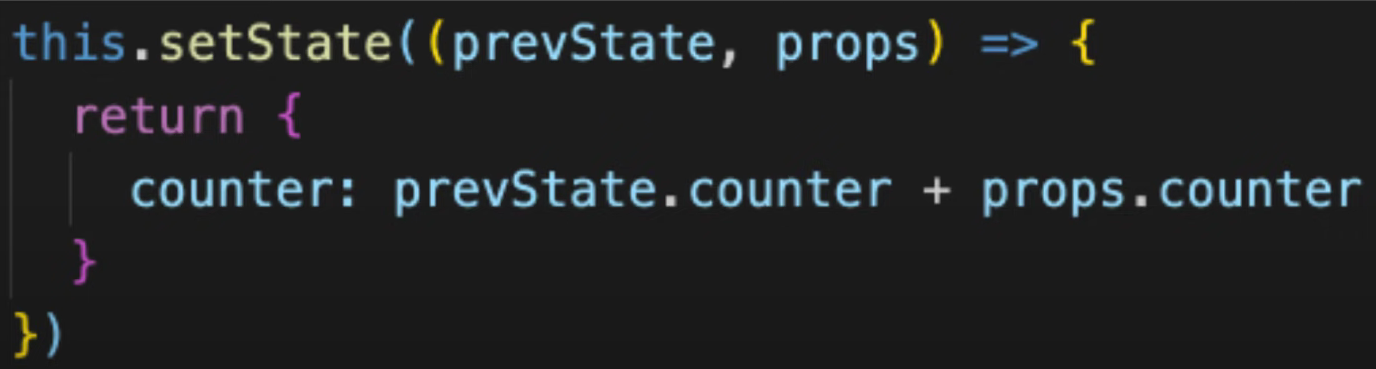 this.setState((prevState, props) => {
return {
counter: prevState.counter + props.counter
}
})